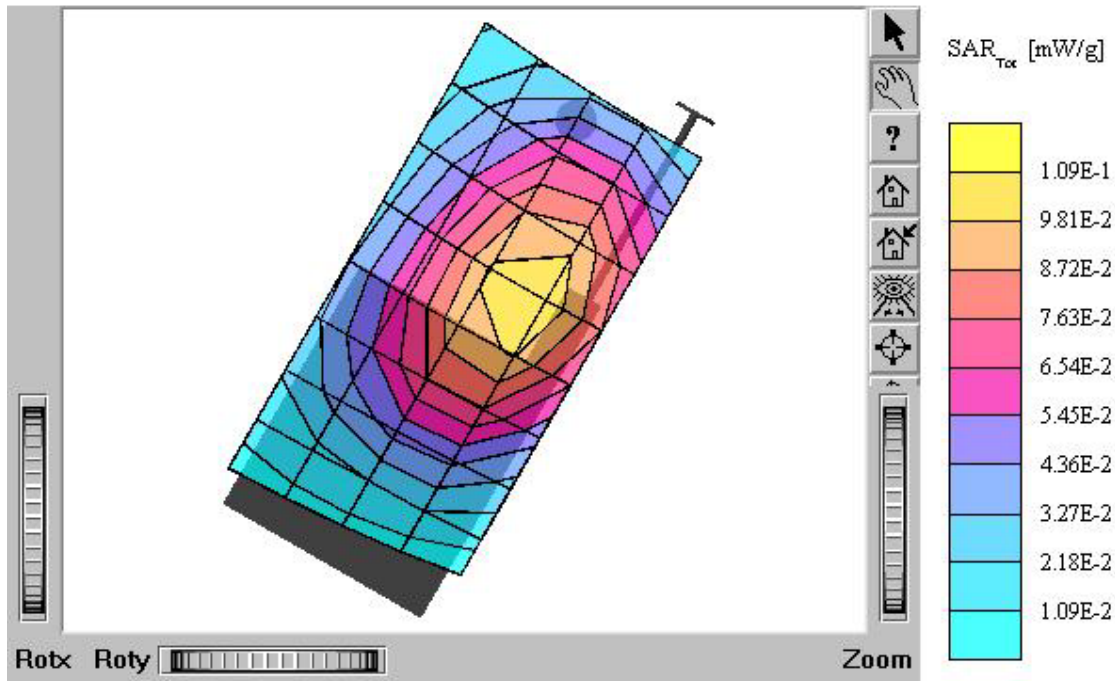 SAR_Tot [mW/g]
?
1.09E-1
9.81E-2
8.72E-2
7.63E-2
6.54E-2
5.45E-2
4.36E-2
3.27E-2
2.18E-2
1.09E-2
Rotx Roty Zoom